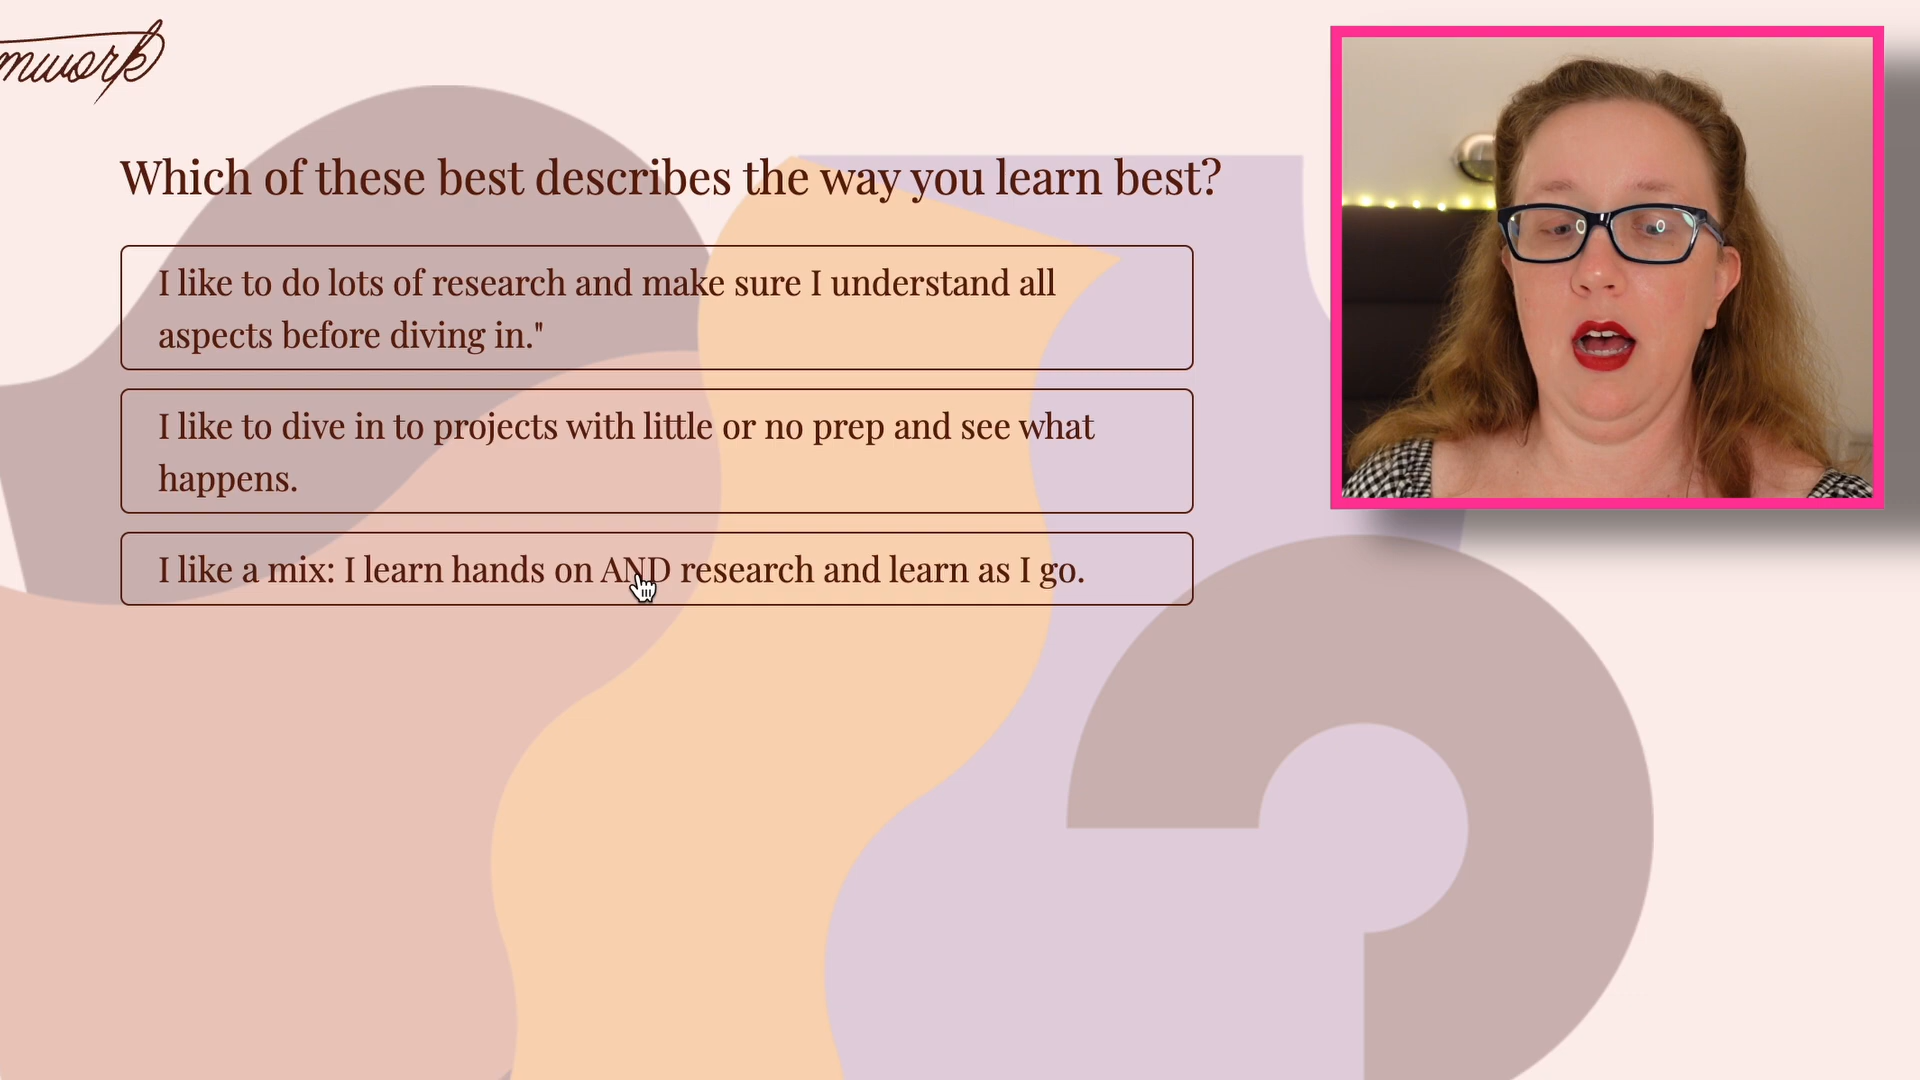 mwork
Which of these best describes the way you learn best?
I like to do lots of research and make sure I understand all
aspects before diving in."
I like to dive in to projects with little or no prep and see what
happens.
I like a mix: I learn hands on AND research and learn as I go.